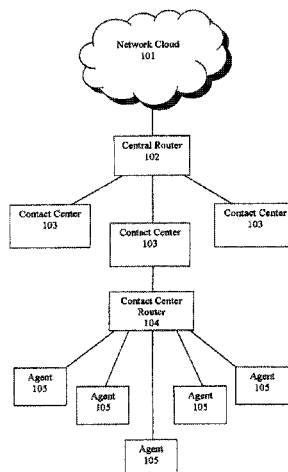 Network Cloud
101
Central Router
102
Contact Center
103
Contact Center
103
Contact Center
103
Contact Center
Router
104
Agent
105
Agent
105
Agent
105
Agent
105
Agent
105